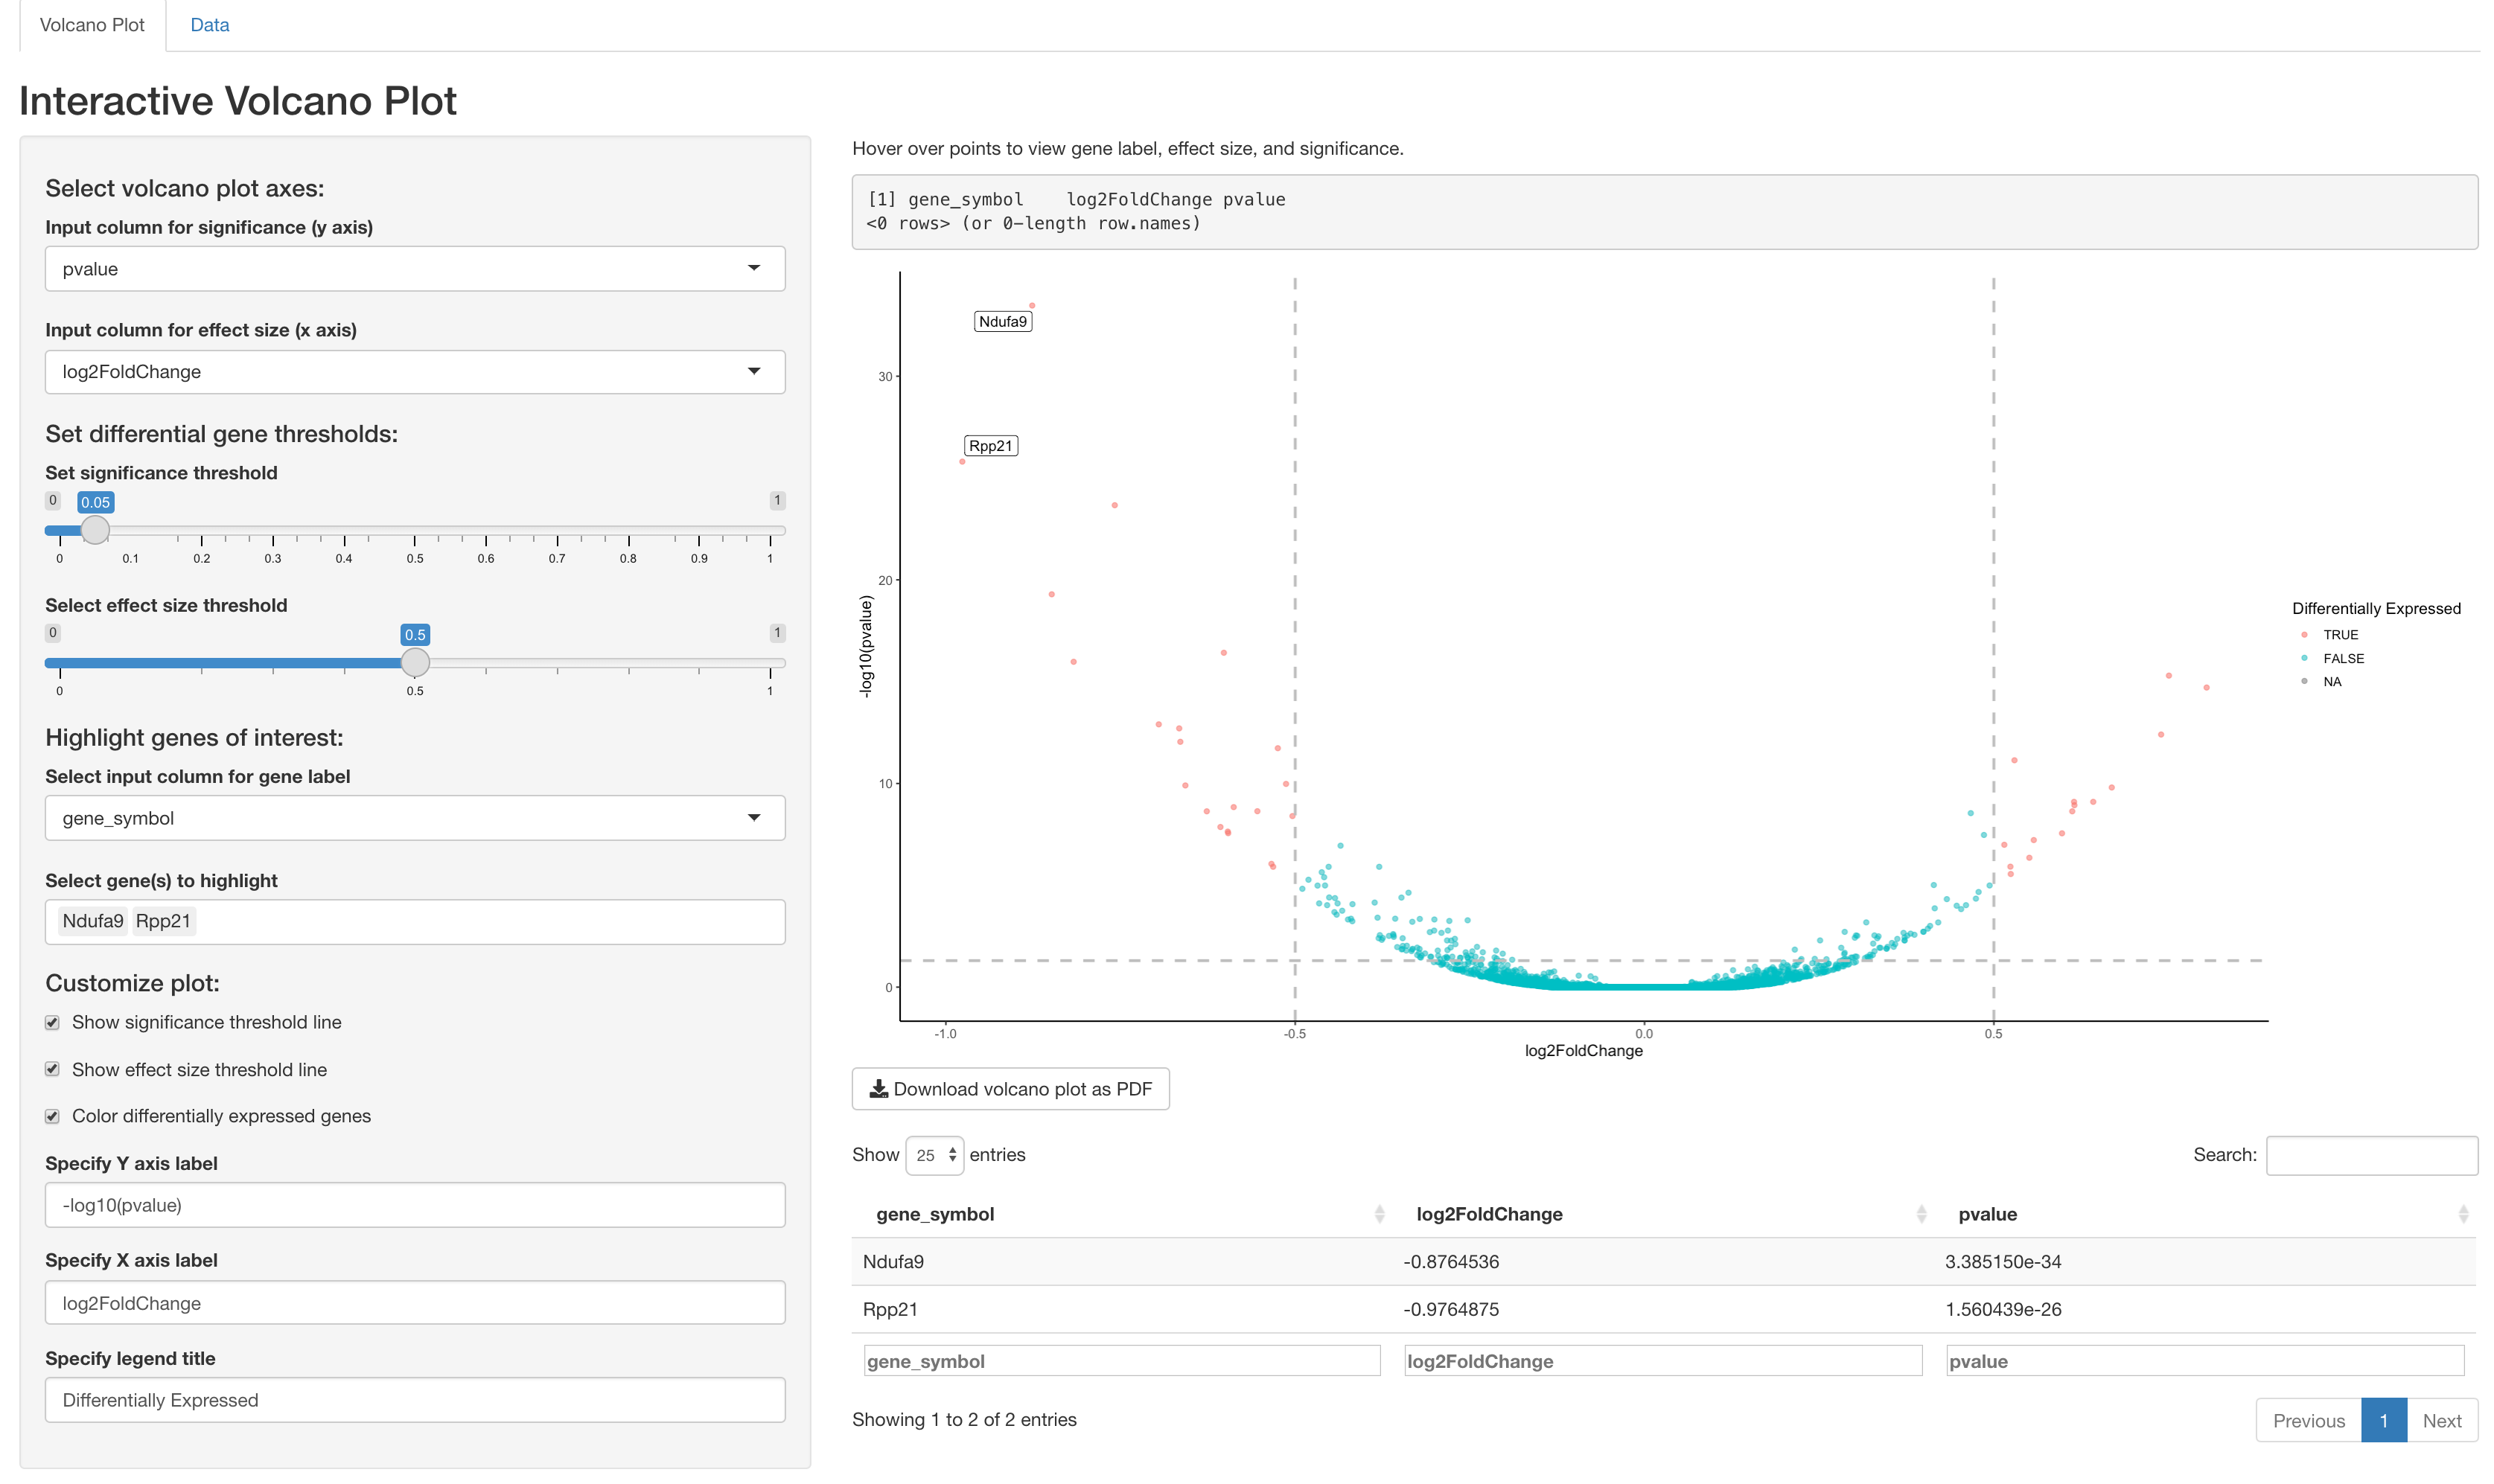 Volcano Plot Data
Interactive Volcano Plot
Select volcano plot axes:
Input column for significance (y axis)
pvalue
Input column for effect size (x axis)
log2FoldChange
Set differential gene thresholds:
Set significance threshold
0 0.05 1
0 0.1 0.2 0.3 0.4 0.5 0.6 0.7 0.8 0.9 1
Select effect size threshold
0 0.5 1
0 0.5 1
Highlight genes of interest:
Select input column for gene label
gene_symbol
Select gene(s) to highlight
Ndufa9 Rpp21
Customize plot:
Show significance threshold line
Show effect size threshold line
Color differentially expressed genes
Specify Y axis label
-log10(pvalue)
Specify X axis label
log2FoldChange
Specify legend title
Differentially Expressed
Hover over points to view gene label, effect size, and significance.
[1] gene_symbol    log2FoldChange pvalue
<0 rows> (or 0-length row.names)
Ndufa9
30
Rpp21
20
-log10(pvalue)
10
0
-1.0 -0.5 0.0 0.5
log2FoldChange
Differentially Expressed
TRUE
FALSE
NA
Download volcano plot as PDF
Show 25 entries Search:
gene_symbol log2FoldChange pvalue
Ndufa9 -0.8764536 3.385150e-34
Rpp21 -0.9764875 1.560439e-26
gene_symbol log2FoldChange pvalue
Showing 1 to 2 of 2 entries
Previous 1 Next